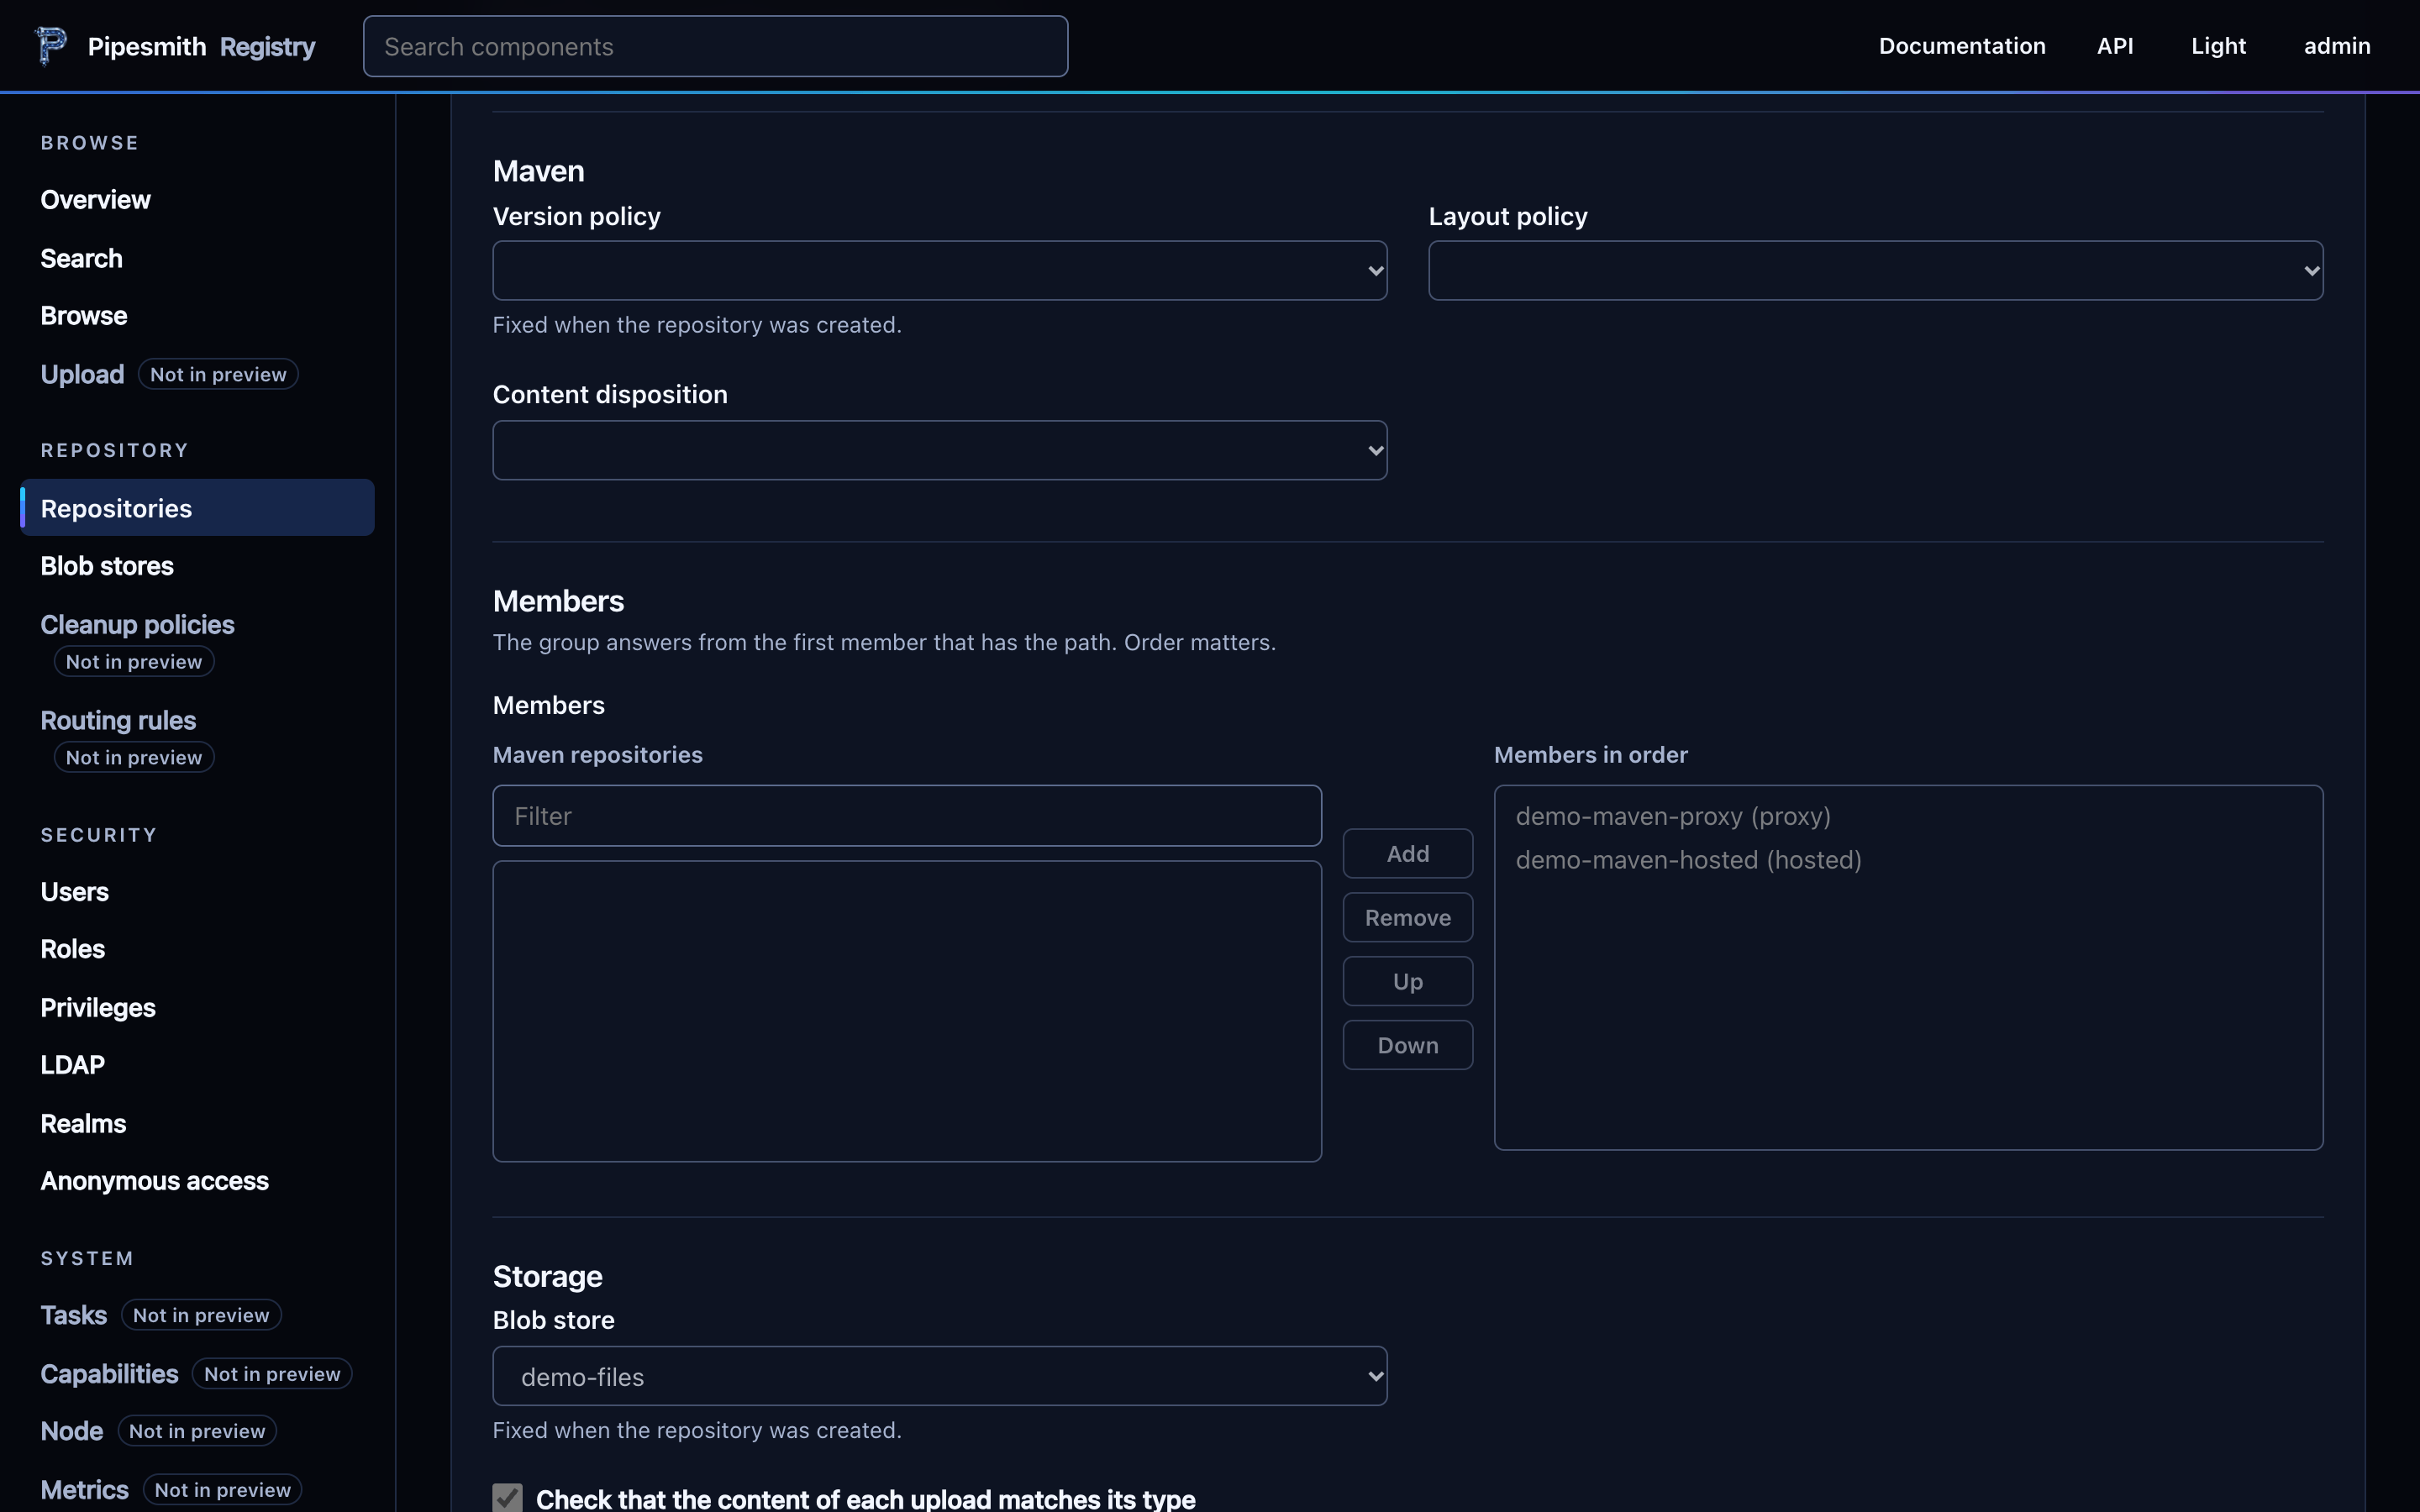 Pipesmith Registry
Search components
Documentation
API
Light
admin
BROWSE
Overview
Search
Browse
Upload Not in preview
REPOSITORY
Repositories
Blob stores
Cleanup policies
Not in preview
Routing rules
Not in preview
SECURITY
Users
Roles
Privileges
LDAP
Realms
Anonymous access
SYSTEM
Tasks Not in preview
Capabilities Not in preview
Node Not in preview
Metrics Not in preview
Maven
Version policy
Fixed when the repository was created.
Layout policy
Content disposition
Members
The group answers from the first member that has the path. Order matters.
Members
Maven repositories
Filter
Add
Remove
Up
Down
Members in order
demo-maven-proxy (proxy)
demo-maven-hosted (hosted)
Storage
Blob store
demo-files
Fixed when the repository was created.
Check that the content of each upload matches its type